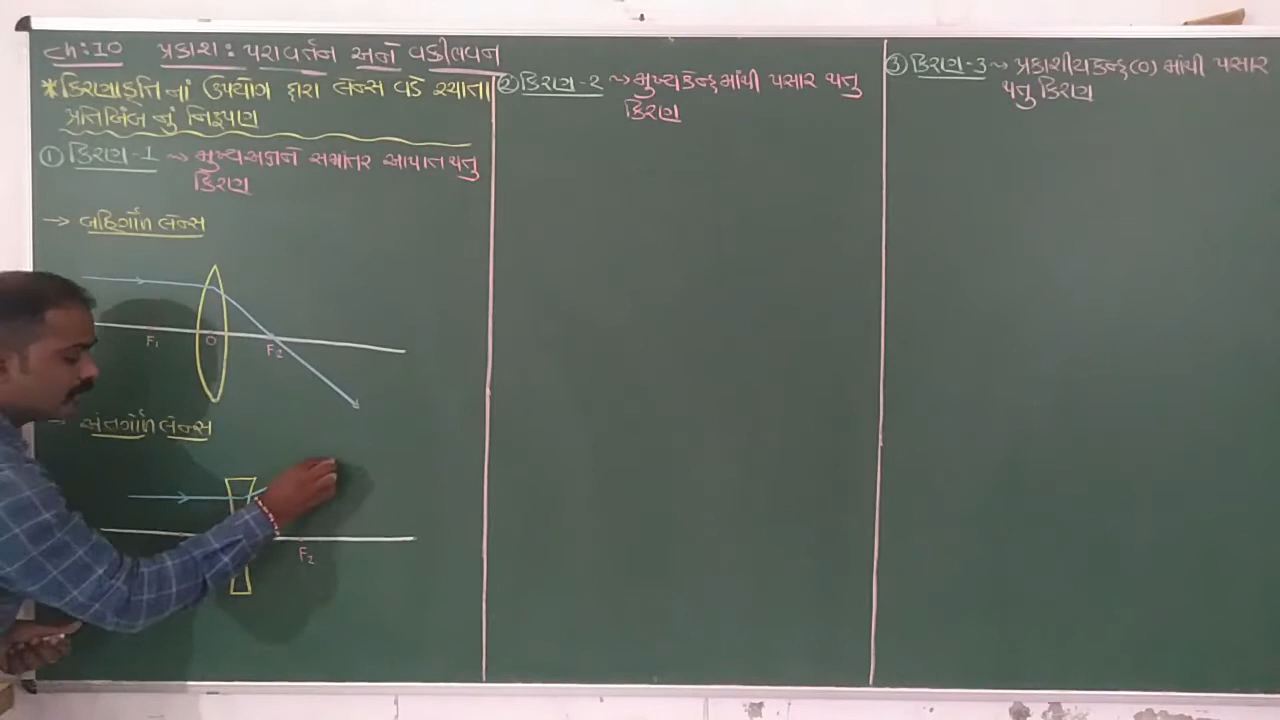 Ch:10 પ્રકાશ: પરાવર્તન અને વક્રીભવન
*કિરણાકૃતિ નાં ઉપયોગ દ્વારા લેન્સ વડે રચાતા
પ્રતિબિંબ નું નિરૂપણ
① કિરણ-1 → મુખ્યઅક્ષને સમાંતર આપાત થતુ
કિરણ
→ બહિર્ગોળ લેન્સ
F₁ O F₂
→ અંતર્ગોળ લેન્સ
F₂
② કિરણ-2 → મુખ્યકેન્દ્રમાંથી પસાર થતુ
કિરણ
③ કિરણ-3 → પ્રકાશીયકેન્દ્ર(O) માંથી પસાર
થતુ કિરણ